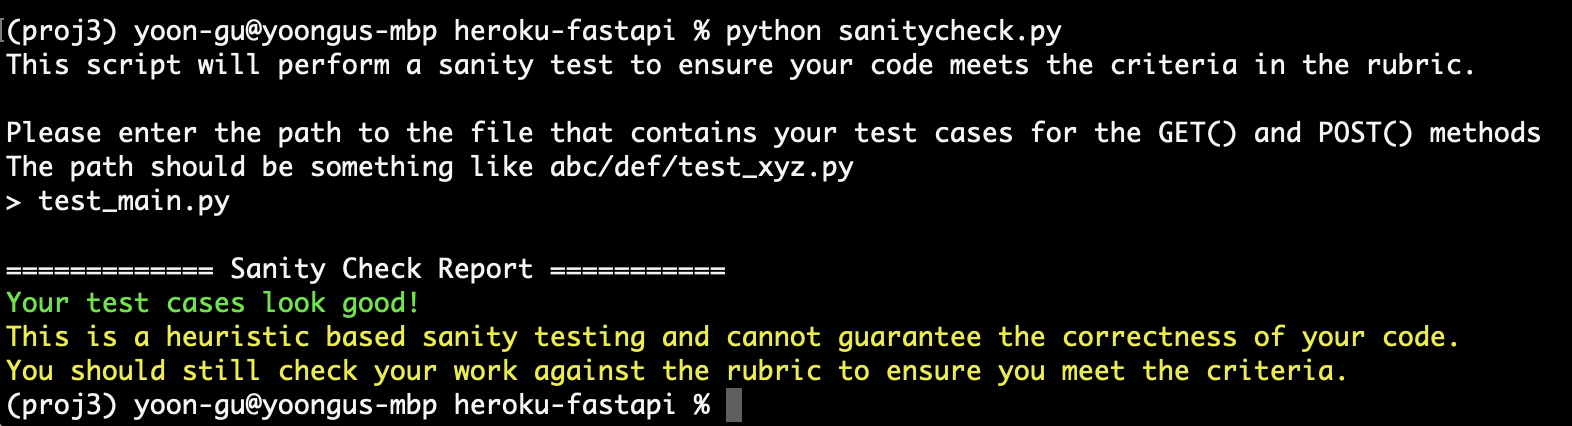 (proj3) yoon-gu@yoongus-mbp heroku-fastapi % python sanitycheck.py
This script will perform a sanity test to ensure your code meets the criteria in the rubric.
Please enter the path to the file that contains your test cases for the GET() and POST() methods
The path should be something like abc/def/test_xyz.py
> test_main.py
============= Sanity Check Report ===========
Your test cases look good!
This is a heuristic based sanity testing and cannot guarantee the correctness of your code.
You should still check your work against the rubric to ensure you meet the criteria.
(proj3) yoon-gu@yoongus-mbp heroku-fastapi %